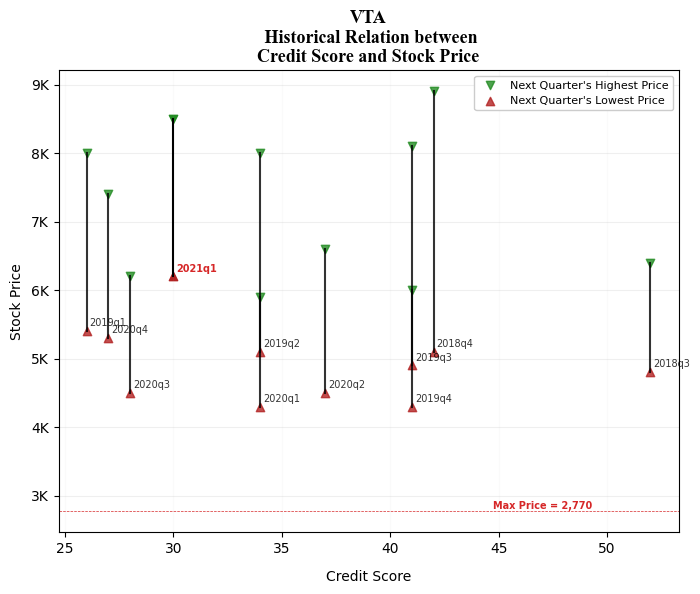 VTA
Historical Relation between
Credit Score and Stock Price
Next Quarter's Highest Price
Next Quarter's Lowest Price
9K
8K
7K
6K
5K
4K
3K
Stock Price
2021q1
2019q1
2020q4
2020q3
2019q2
2020q1
2020q2
2018q4
2019q3
2019q4
2018q3
Max Price = 2,770
25
30
35
40
45
50
Credit Score